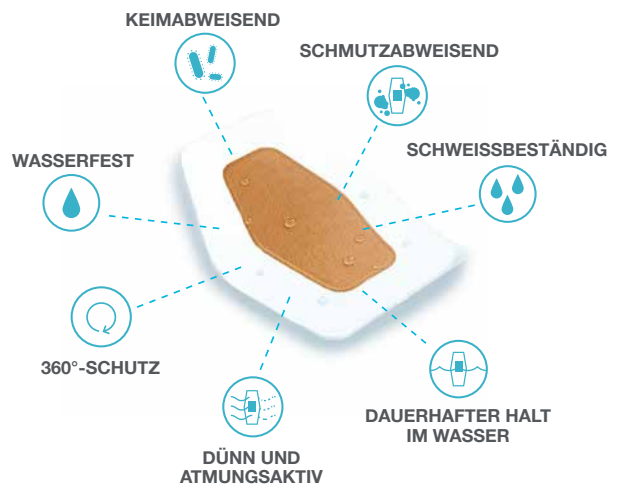 KEIMABWEISEND
SCHMUTZABWEISEND
WASSERFEST
SCHWEISSBESTÄNDIG
360°-SCHUTZ
DAUERHAFTER HALT
IM WASSER
DÜNN UND
ATMUNGSAKTIV